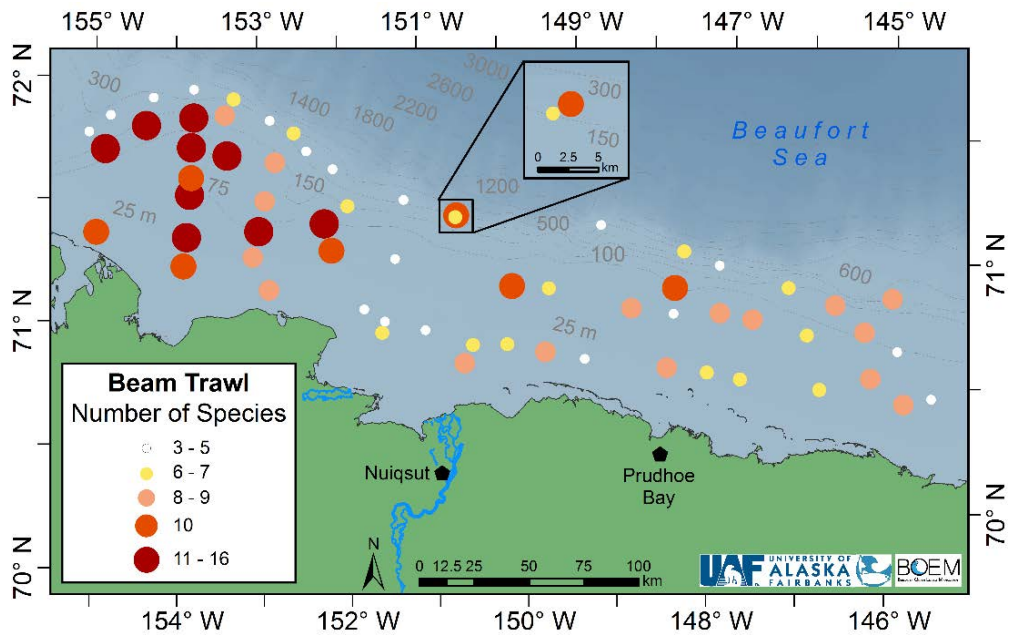 155° W 153° W 151° W 149° W 147° W 145° W
72° N
3000
300
2600
1400
2200
1800
300
150
0 2.5 5
km
Beaufort
Sea
75
150
1200
25 m
500
100
600
71° N
71° N
25 m
Beam Trawl
Number of Species
3 - 5
6 - 7
8 - 9
10
11 - 16
Nuiqsut
Prudhoe
Bay
N
0 12.5 25 50 75 100
km
UAF UNIVERSITY OF
ALASKA
FAIRBANKS
BOEM
70° N
70° N
154° W 152° W 150° W 148° W 146° W